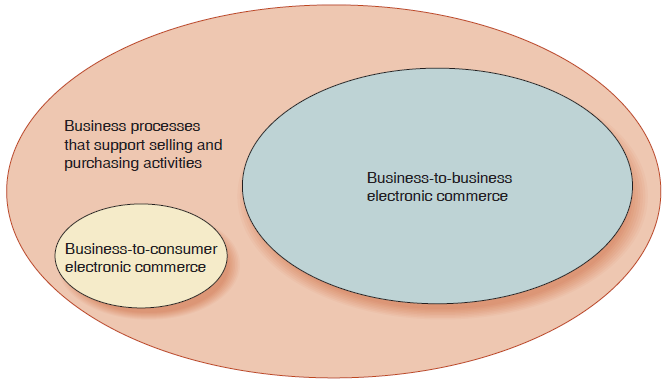 Business processes
that support selling and
purchasing activities
Business-to-business
electronic commerce
Business-to-consumer
electronic commerce